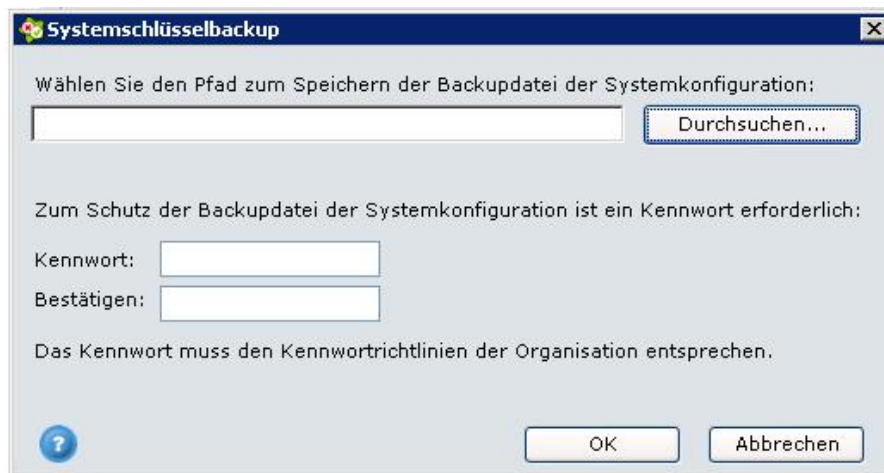 Systemschlüsselbackup
Wählen Sie den Pfad zum Speichern der Backupdatei der Systemkonfiguration:
Durchsuchen...
Zum Schutz der Backupdatei der Systemkonfiguration ist ein Kennwort erforderlich:
Kennwort:
Bestätigen:
Das Kennwort muss den Kennwortrichtlinien der Organisation entsprechen.
?
OK Abbrechen